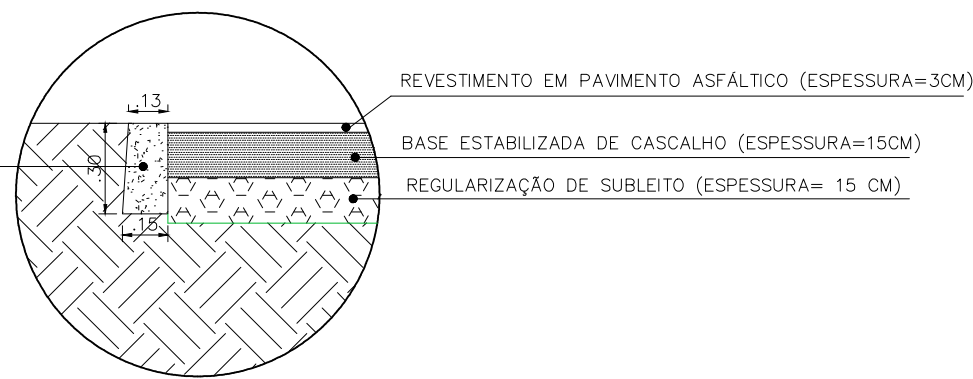 REVESTIMENTO EM PAVIMENTO ASFÁLTICO (ESPESSURA=3CM)
.13
BASE ESTABILIZADA DE CASCALHO (ESPESSURA=15CM)
.30
REGULARIZAÇÃO DE SUBLEITO (ESPESSURA= 15 CM)
.15